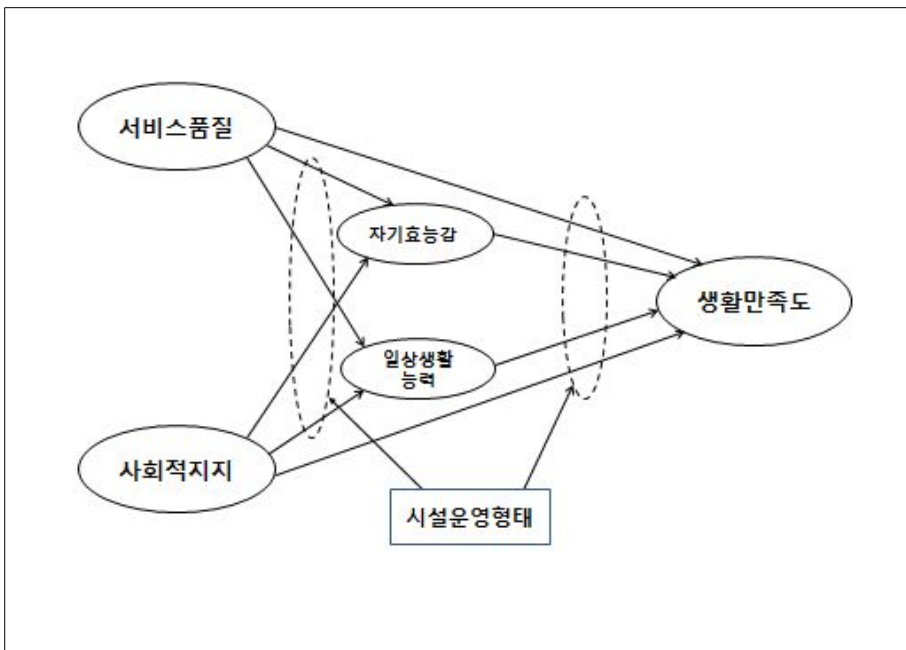 서비스품질
자기효능감
생활만족도
일상생활
능력
사회적지지
시설운영형태